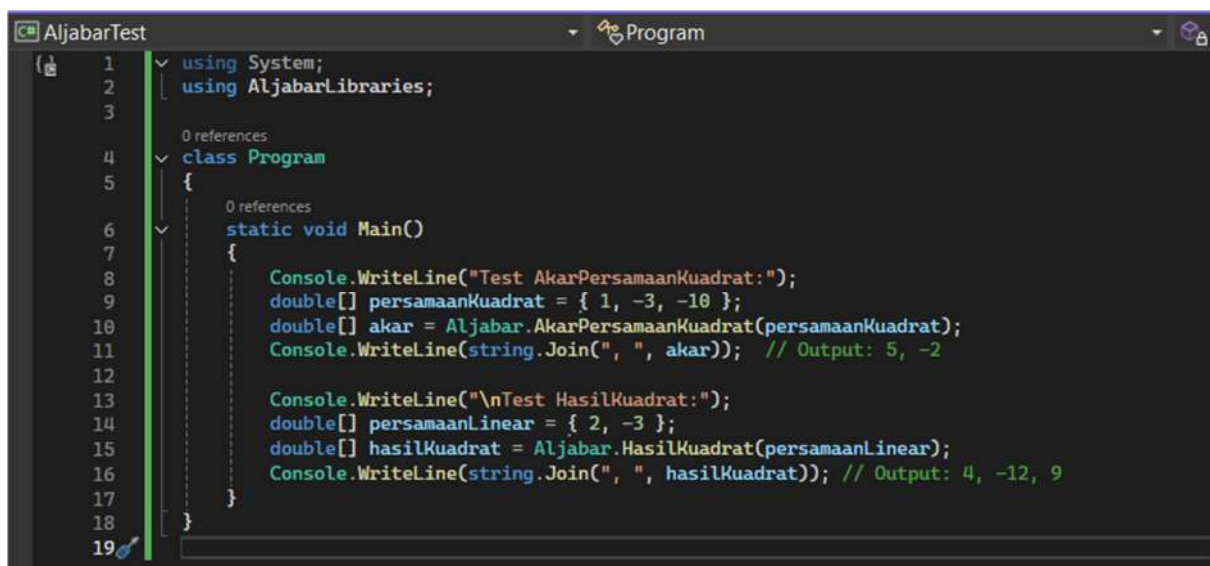 C# AljabarTest Program
1 using System;
2 using AljabarLibraries;
3
0 references
4 class Program
5 {
0 references
6 static void Main()
7 {
8 Console.WriteLine("Test AkarPersamaanKuadrat:");
9 double[] persamaanKuadrat = { 1, -3, -10 };
10 double[] akar = Aljabar.AkarPersamaanKuadrat(persamaanKuadrat);
11 Console.WriteLine(string.Join(", ", akar)); // Output: 5, -2
12
13 Console.WriteLine("\nTest HasilKuadrat:");
14 double[] persamaanLinear = { 2, -3 };
15 double[] hasilKuadrat = Aljabar.HasilKuadrat(persamaanLinear);
16 Console.WriteLine(string.Join(", ", hasilKuadrat)); // Output: 4, -12, 9
17 }
18 }
19